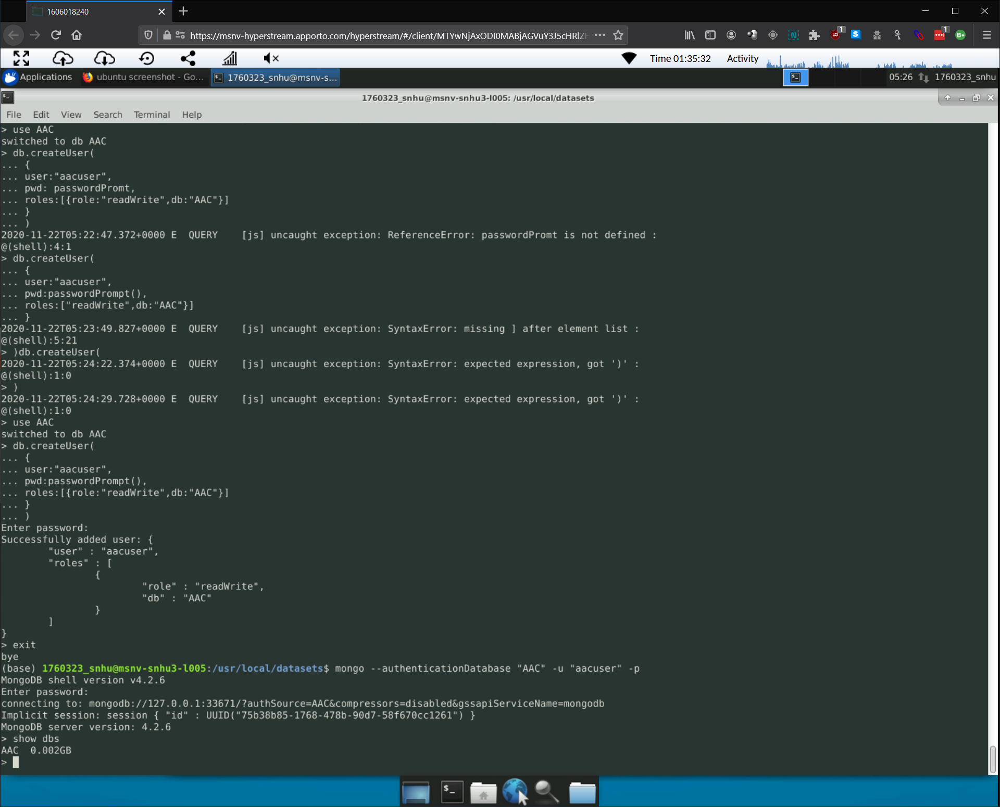 1606018240
https://msnv-hyperstream.apporto.com/hyperstream/#/client/MTYwNjAxODI0MABjAGVuY3J5cHRlZH
1
1
Time 01:35:32
Activity
Applications
ubuntu screenshot - Go...
1760323_snhu@msnv-s...
05:26
1760323_snhu
1760323_snhu@msnv-snhu3-l005: /usr/local/datasets
File Edit View Search Terminal Help
> use AAC
switched to db AAC
> db.createUser(
... {
... user:"aacuser",
... pwd: passwordPromt,
... roles:[{role:"readWrite",db:"AAC"}]
... }
... )
2020-11-22T05:22:47.372+0000 E  QUERY    [js] uncaught exception: ReferenceError: passwordPromt is not defined :
@(shell):4:1
> db.createUser(
... {
... user:"aacuser",
... pwd:passwordPrompt(),
... roles:["readWrite",db:"AAC"}]
... }
2020-11-22T05:23:49.827+0000 E  QUERY    [js] uncaught exception: SyntaxError: missing ] after element list :
@(shell):5:21
> )db.createUser(
2020-11-22T05:24:22.374+0000 E  QUERY    [js] uncaught exception: SyntaxError: expected expression, got ')' :
@(shell):1:0
> )
2020-11-22T05:24:29.728+0000 E  QUERY    [js] uncaught exception: SyntaxError: expected expression, got ')' :
@(shell):1:0
> use AAC
switched to db AAC
> db.createUser(
... {
... user:"aacuser",
... pwd:passwordPrompt(),
... roles:[{role:"readWrite",db:"AAC"}]
... }
... )
Enter password:
Successfully added user: {
"user" : "aacuser",
"roles" : [
{
"role" : "readWrite",
"db" : "AAC"
}
]
}
> exit
bye
(base) 1760323_snhu@msnv-snhu3-l005:/usr/local/datasets$ mongo --authenticationDatabase "AAC" -u "aacuser" -p
MongoDB shell version v4.2.6
Enter password:
connecting to: mongodb://127.0.0.1:33671/?authSource=AAC&compressors=disabled&gssapiServiceName=mongodb
Implicit session: session { "id" : UUID("75b38b85-1768-478b-90d7-58f670cc1261") }
MongoDB server version: 4.2.6
> show dbs
AAC  0.002GB
>